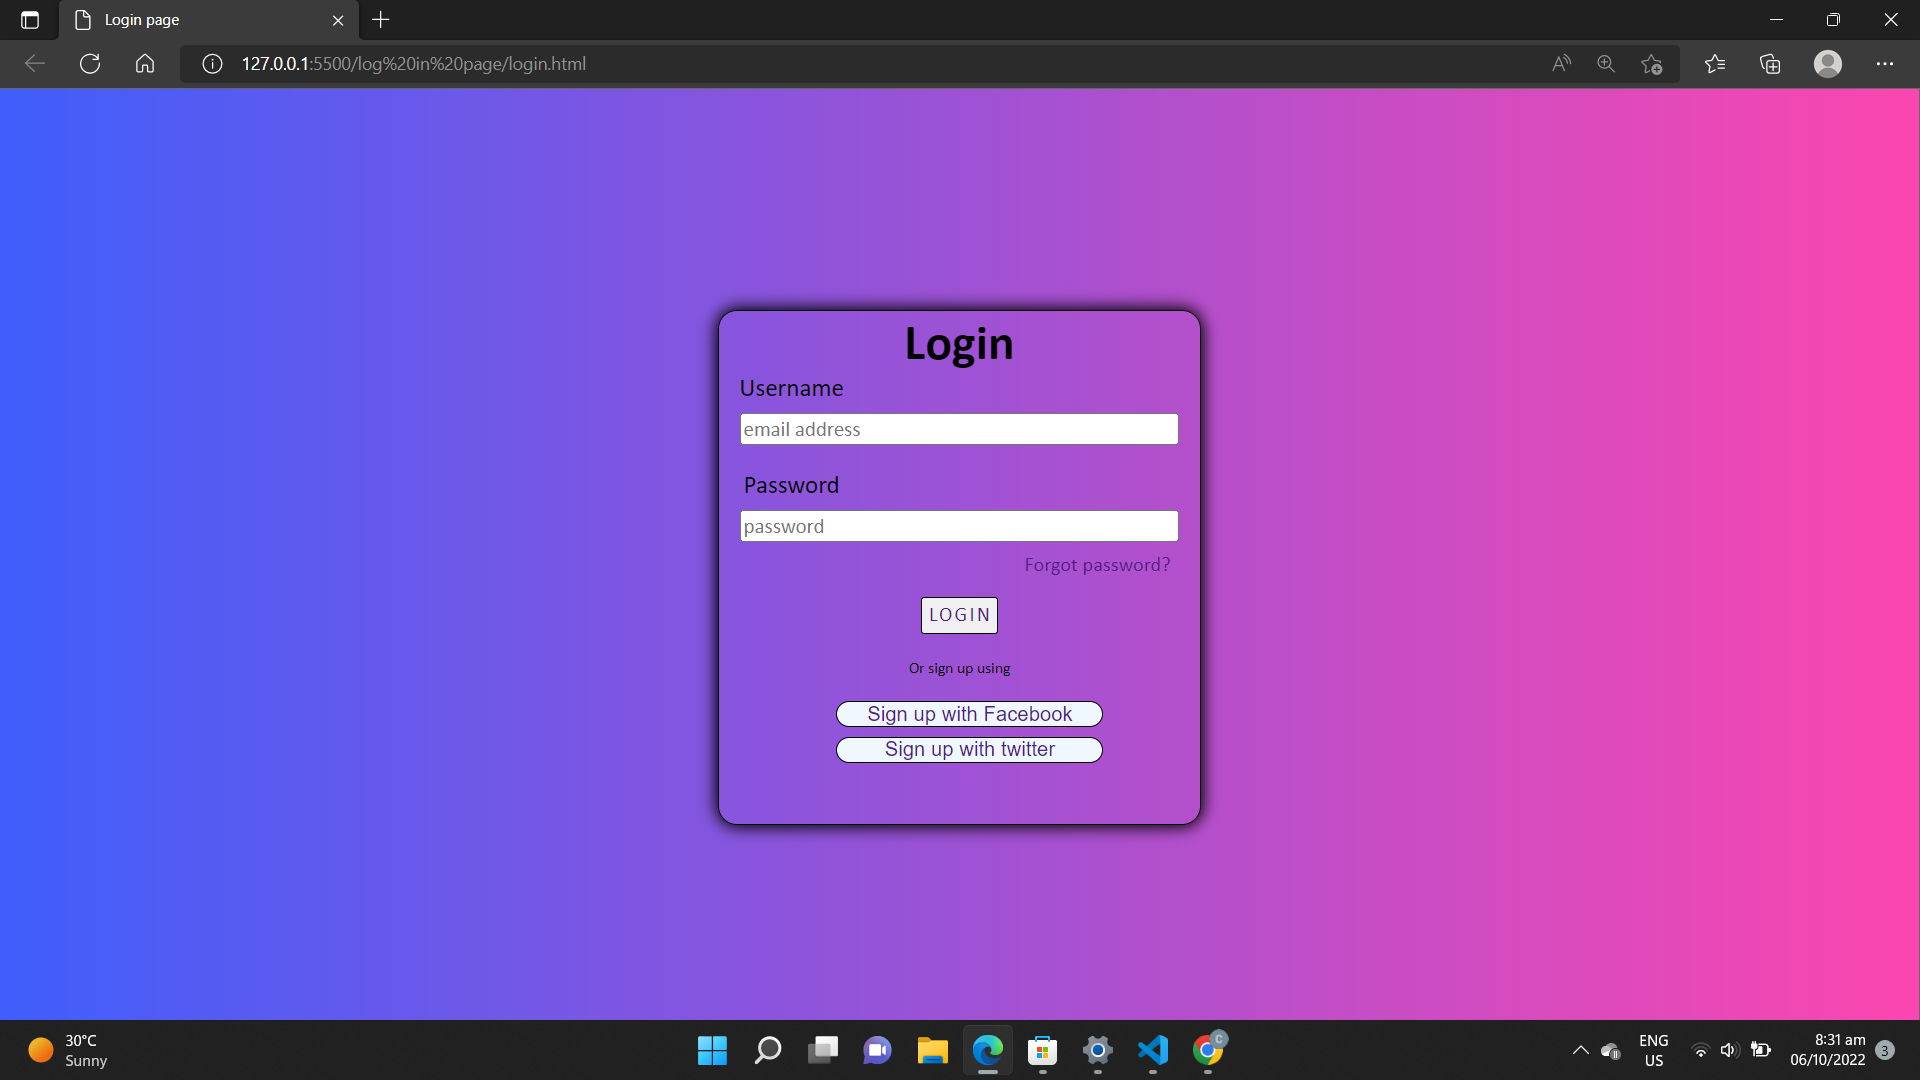 Login page
127.0.0.1:5500/log%20in%20page/login.html
Login
Username
email address
Password
password
Forgot password?
LOGIN
Or sign up using
Sign up with Facebook
Sign up with twitter
30°C
Sunny
C
ENG
US
8:31 am
06/10/2022
3